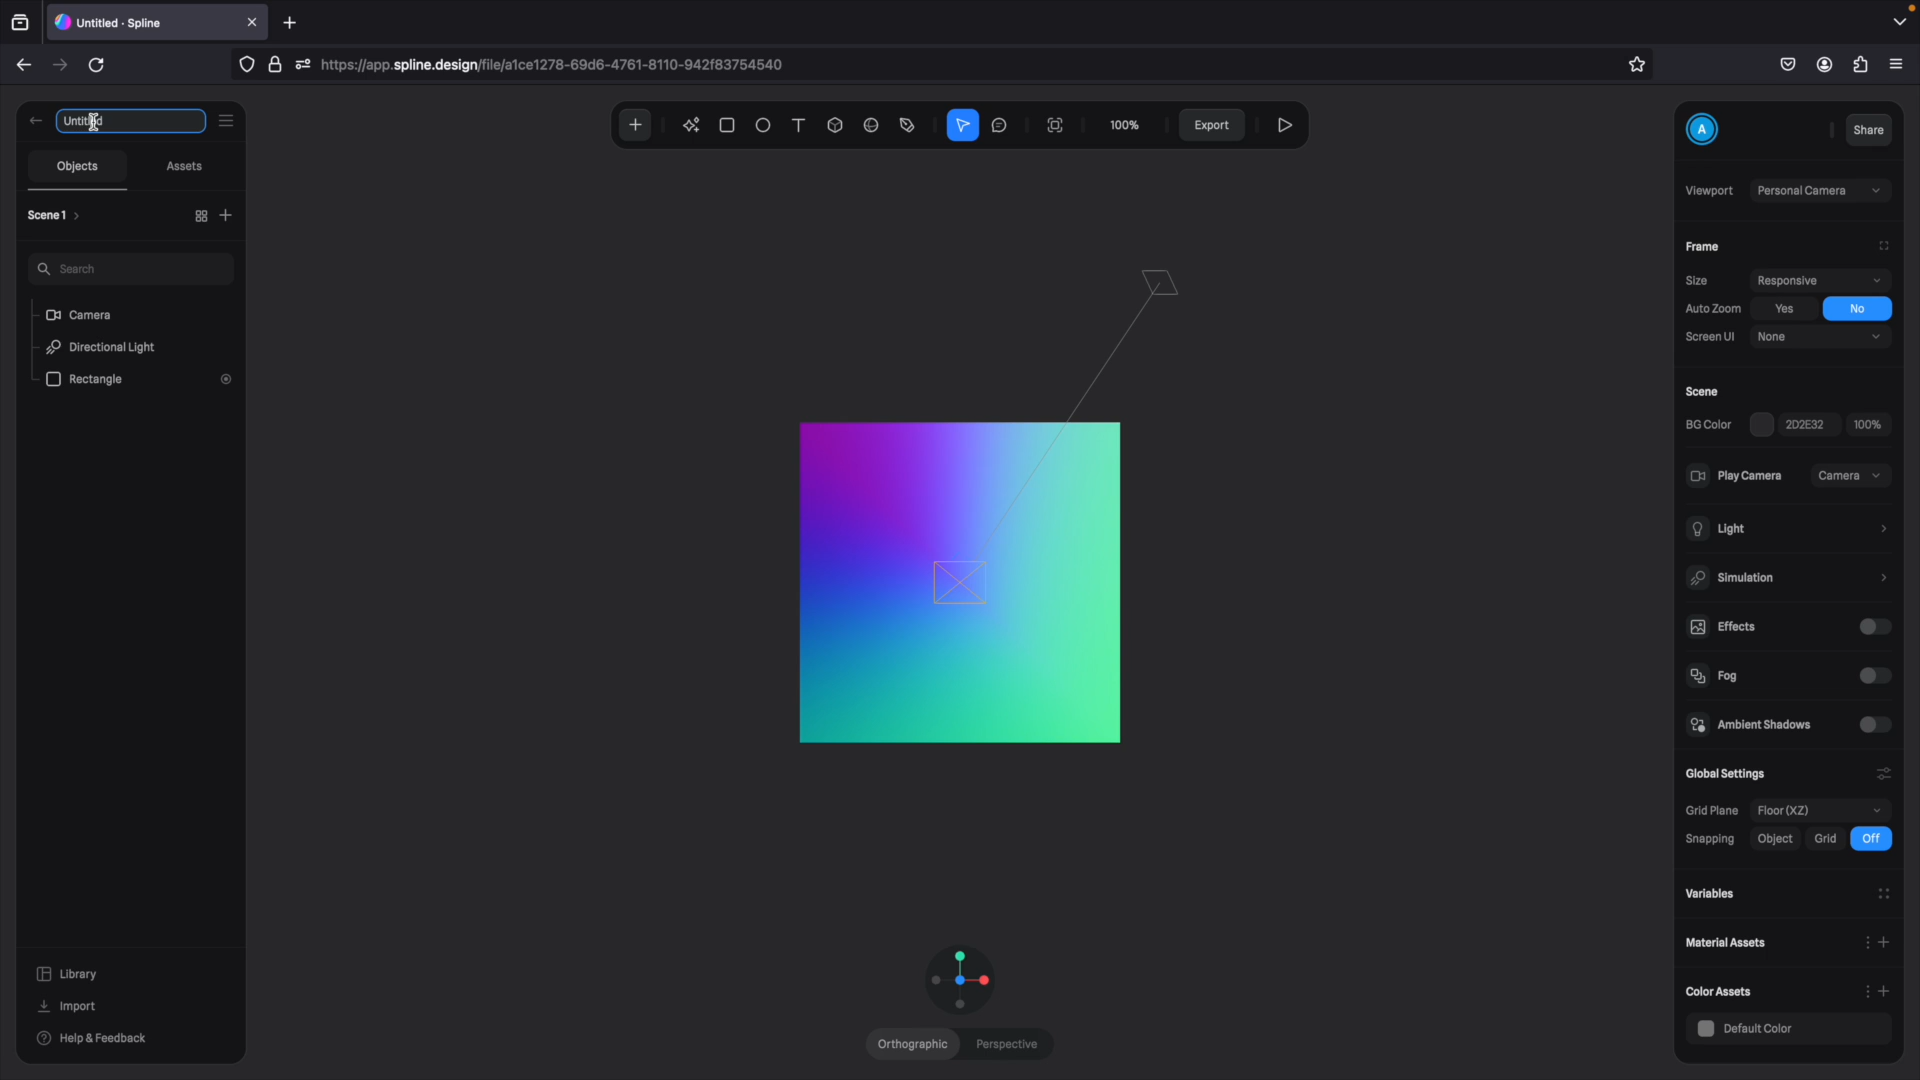 Untitled · Spline
https://app.spline.design/file/a1ce1278-69d6-4761-8110-942f83754540
Untitled
100%
Export
A
Share
Objects
Assets
Viewport
Personal Camera
Scene 1
Frame
Search
Size
Responsive
Auto Zoom
Yes
No
Camera
Screen UI
None
Directional Light
Rectangle
Scene
BG Color
2D2E32
100%
Play Camera
Camera
Light
Simulation
Effects
Fog
Ambient Shadows
Global Settings
Grid Plane
Floor (XZ)
Snapping
Object
Grid
Off
Variables
Material Assets
Library
Color Assets
Import
Default Color
Help & Feedback
Orthographic
Perspective